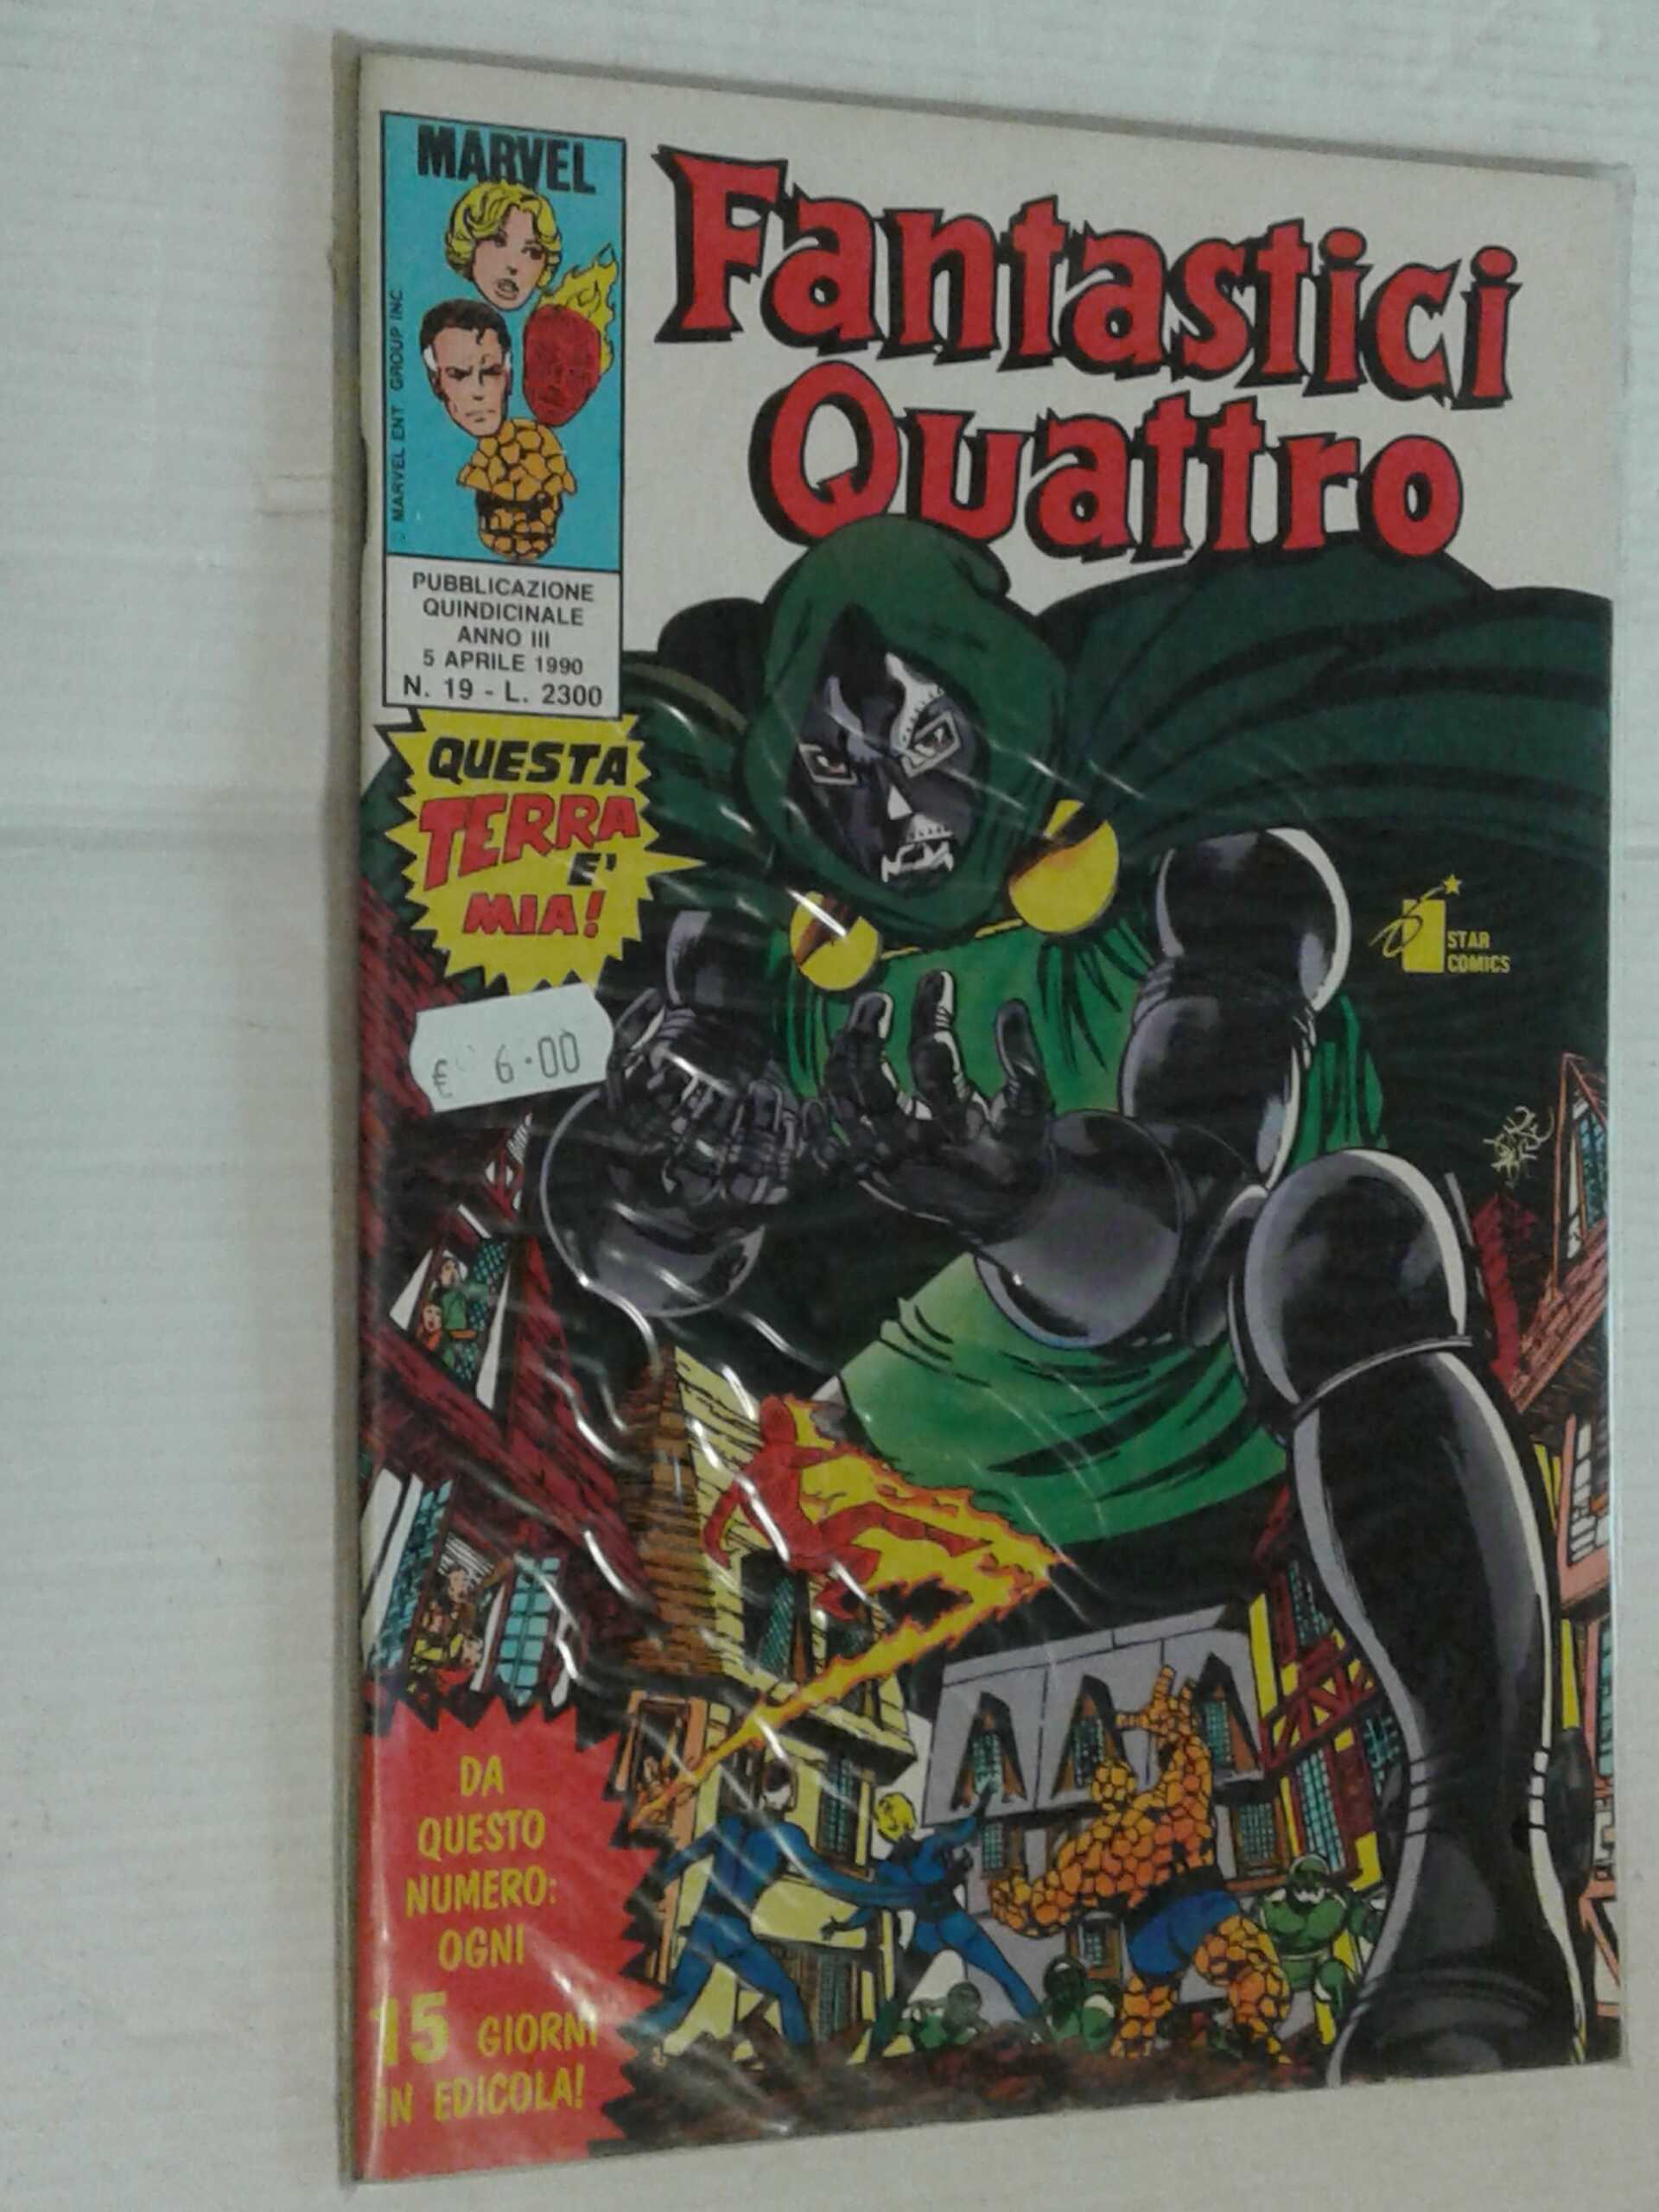 MARVEL
© MARVEL ENT GROUP INC
Fantastici
Quattro
PUBBLICAZIONE
QUINDICINALE
ANNO III
5 APRILE 1990
N. 19 - L. 2300
QUESTA
TERRA
E'
MIA!
STAR
COMICS
€ 6.00
DA
QUESTO
NUMERO:
OGNI
15 GIORNI
IN EDICOLA!